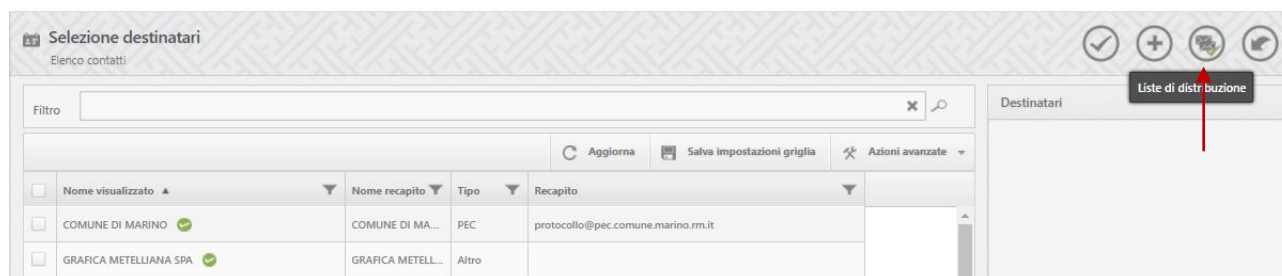 Selezione destinatari
Elenco contatti
Liste di distribuzione
Filtro
Destinatari
Aggiorna Salva impostazioni griglia Azioni avanzate
Nome visualizzato Nome recapito Tipo Recapito
COMUNE DI MARINO COMUNE DI MA... PEC protocollo@pec.comune.marino.rm.it
GRAFICA METELLIANA SPA GRAFICA METELL... Altro